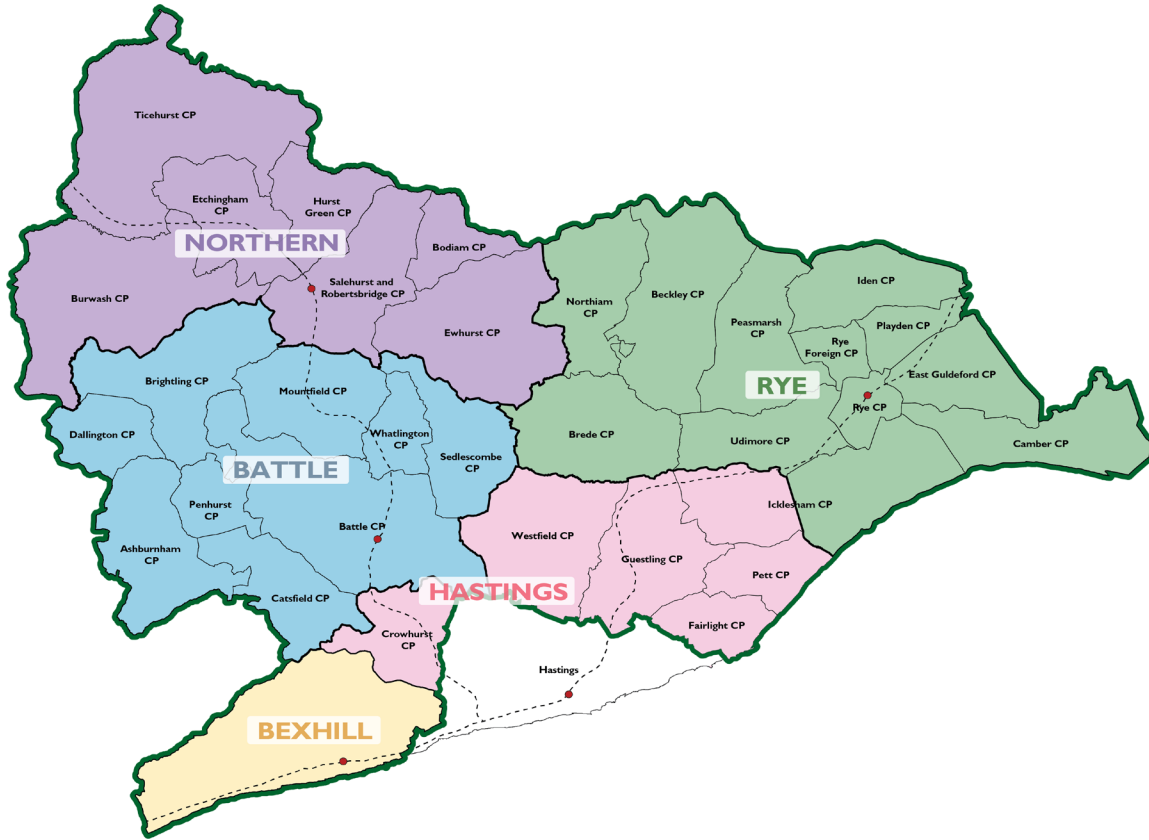 Ticehurst CP
Etchingham
CP
Hurst
Green CP
NORTHERN
Bodiam CP
Burwash CP
Salehurst and
Robertsbridge CP
Ewhurst CP
Northiam
CP
Beckley CP
Peasmarsh
CP
Iden CP
Playden CP
Rye
Foreign CP
East Guldeford CP
RYE
Rye CP
Brede CP
Udimore CP
Camber CP
Icklesham CP
Brightling CP
Mountfield CP
Dallington CP
Whatlington
CP
Sedlescombe
CP
BATTLE
Penhurst
CP
Battle CP
Ashburnham
CP
Catsfield CP
Westfield CP
Guestling CP
Pett CP
HASTINGS
Fairlight CP
Crowhurst
CP
Hastings
BEXHILL